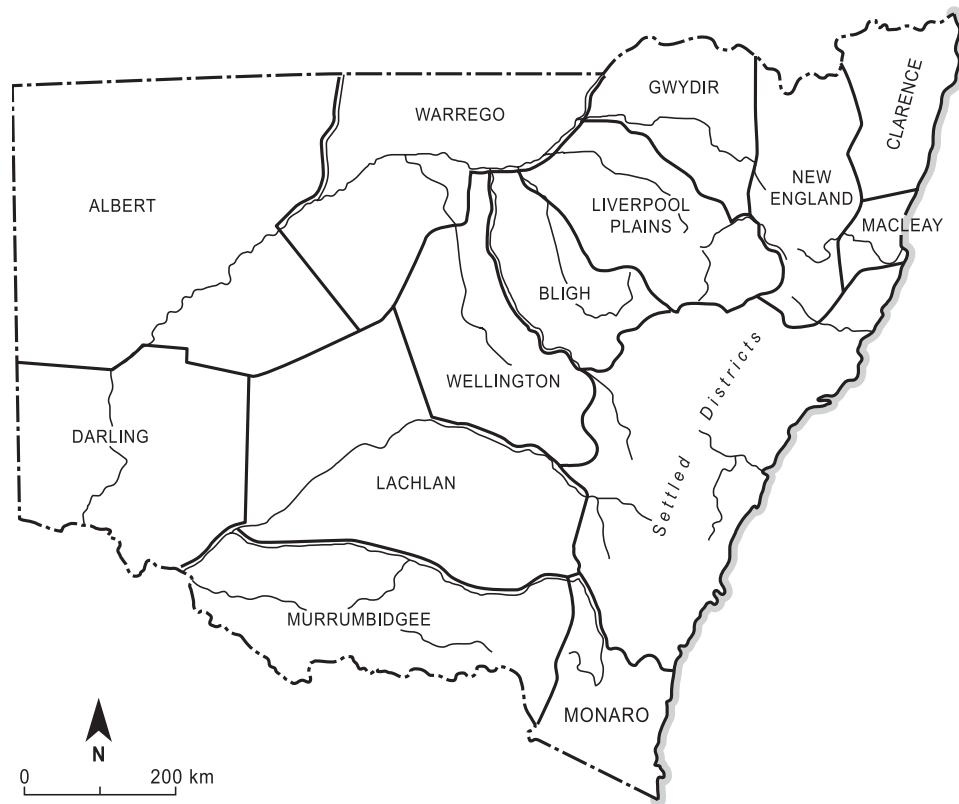 GWYDIR
WARREGO
CLARENCE
ALBERT
NEW
ENGLAND
LIVERPOOL
PLAINS
MACLEAY
BLIGH
WELLINGTON
Settled Districts
DARLING
LACHLAN
MURRUMBIDGEE
MONARO
N
0 200 km